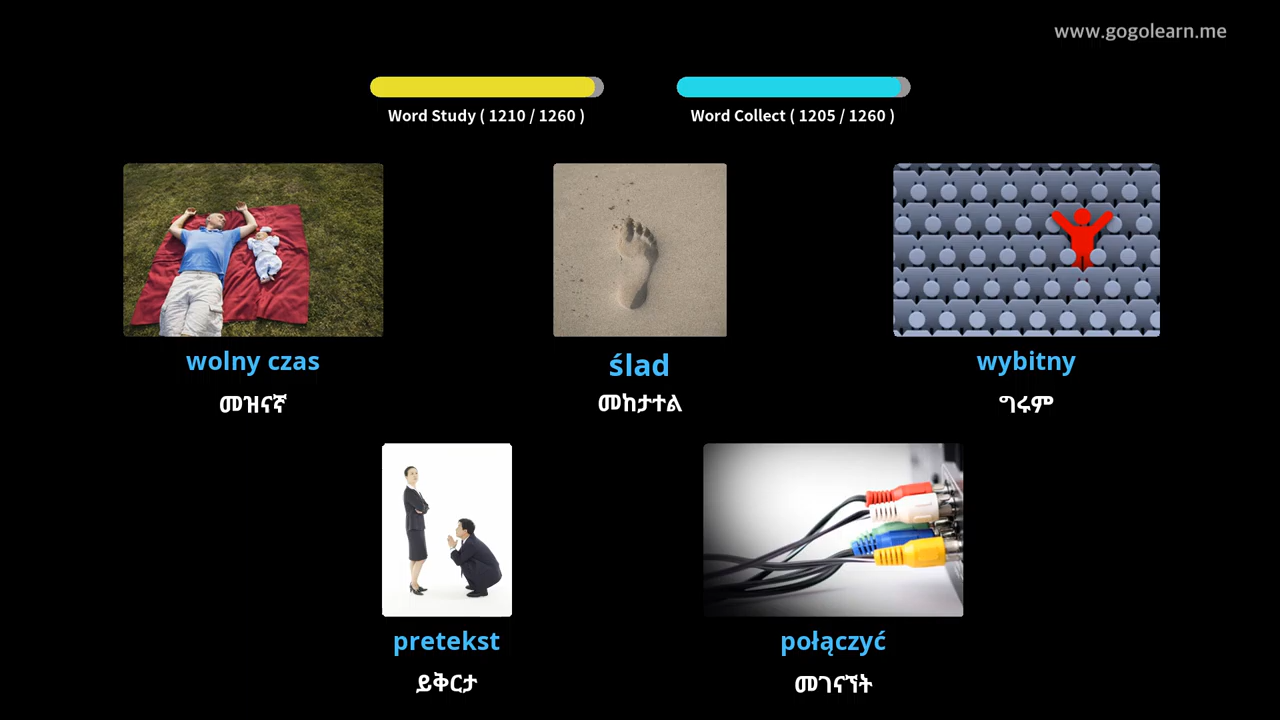 www.gogolearn.me
Word Study ( 1210 / 1260 )
Word Collect ( 1205 / 1260 )
wolny czas
መዝናኛ
ślad
መከታተል
wybitny
ግሩም
pretekst
ይቅርታ
połączyć
መገናኘት